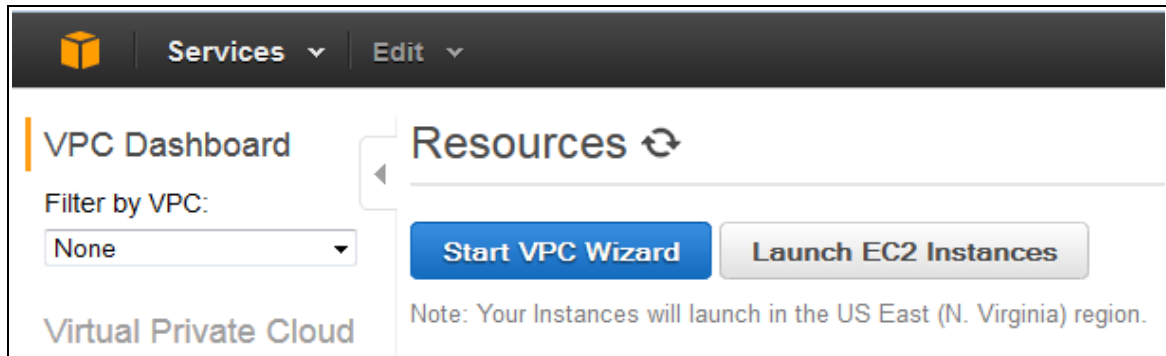 Services Edit
VPC Dashboard
Filter by VPC:
None
Virtual Private Cloud
Resources
Start VPC Wizard Launch EC2 Instances
Note: Your Instances will launch in the US East (N. Virginia) region.